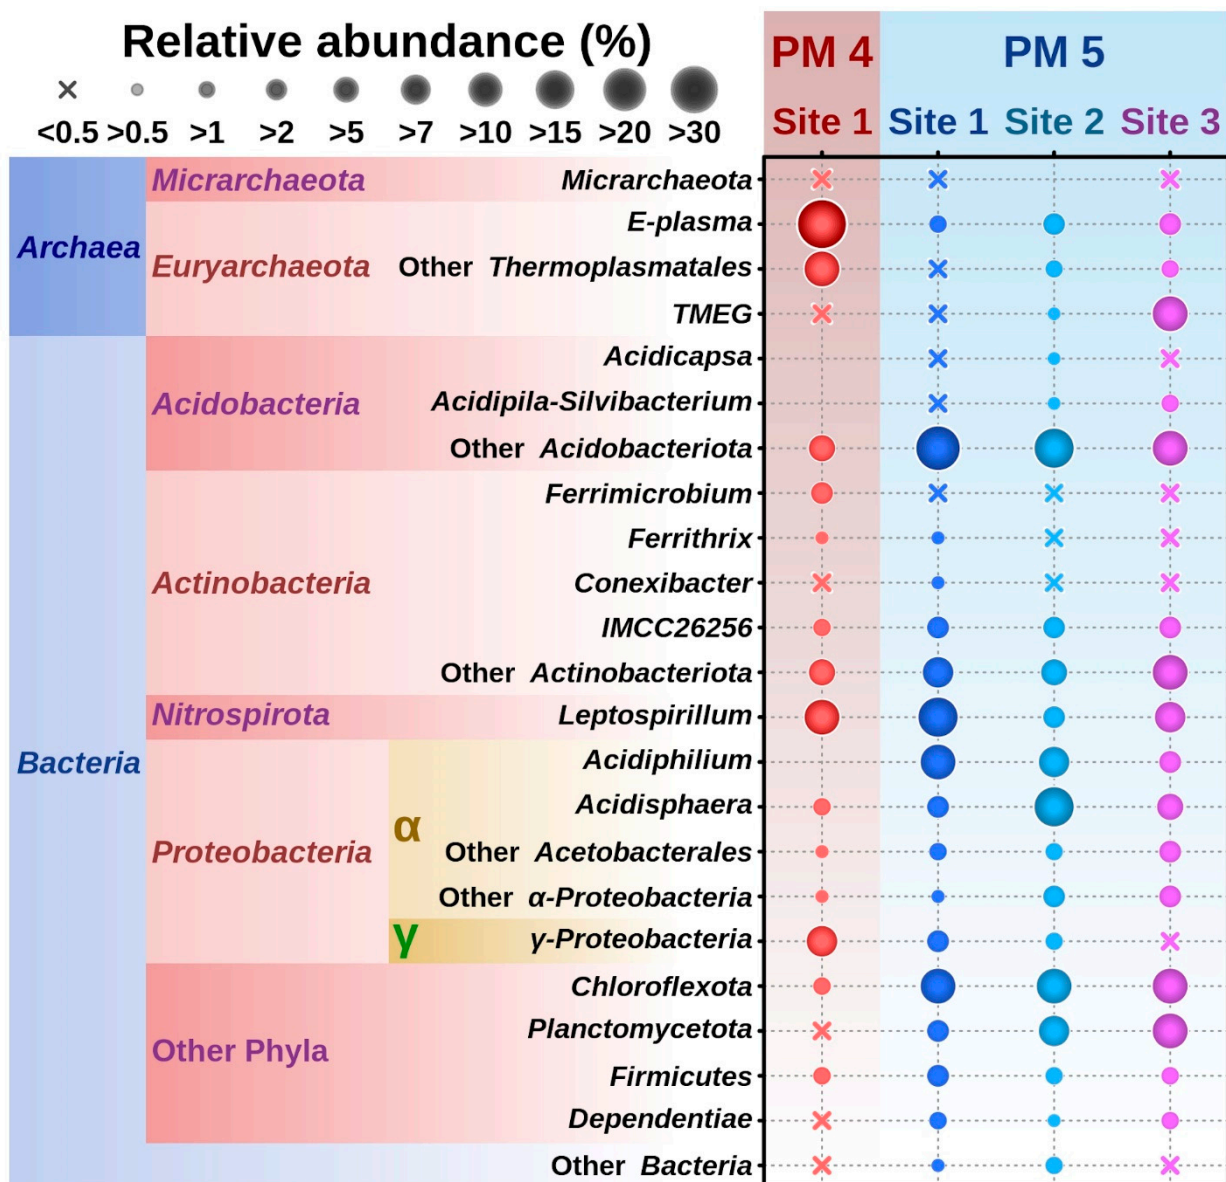 Relative abundance (%)
<0.5 >0.5 >1 >2 >5 >7 >10 >15 >20 >30
PM 4 PM 5
Site 1 Site 1 Site 2 Site 3
Archaea
Micrarchaeota
Micrarchaeota
Euryarchaeota
E-plasma
Other Thermoplasmatales
TMEG
Bacteria
Acidobacteria
Acidicapsa
Acidipila-Silvibacterium
Other Acidobacteriota
Actinobacteria
Ferrimicrobium
Ferrithrix
Conexibacter
IMCC26256
Other Actinobacteriota
Nitrospirota
Leptospirillum
Proteobacteria
α
Acidiphilium
Acidisphaera
Other Acetobacterales
Other α-Proteobacteria
γ
γ-Proteobacteria
Other Phyla
Chloroflexota
Planctomycetota
Firmicutes
Dependentiae
Other Bacteria